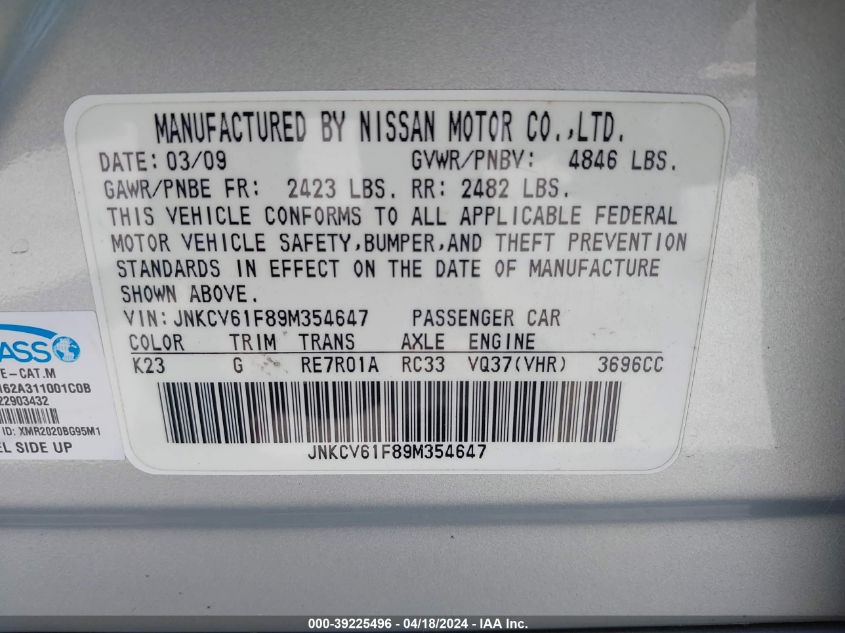 MANUFACTURED BY NISSAN MOTOR CO.,LTD.
DATE: 03/09 GVWR/PNBV: 4846 LBS.
GAWR/PNBE FR: 2423 LBS. RR: 2482 LBS.
THIS VEHICLE CONFORMS TO ALL APPLICABLE FEDERAL
MOTOR VEHICLE SAFETY,BUMPER,AND THEFT PREVENTION
STANDARDS IN EFFECT ON THE DATE OF MANUFACTURE
SHOWN ABOVE.
VIN: JNKCV61F89M354647 PASSENGER CAR
COLOR TRIM TRANS AXLE ENGINE
K23 G RE7R01A RC33 VQ37(VHR) 3696CC
JNKCV61F89M354647
ASS
E-CAT.M
162A311001C0B
22903432
ID: XMR2020BG95M1
EL SIDE UP
000-39225496 - 04/18/2024 - IAA Inc.